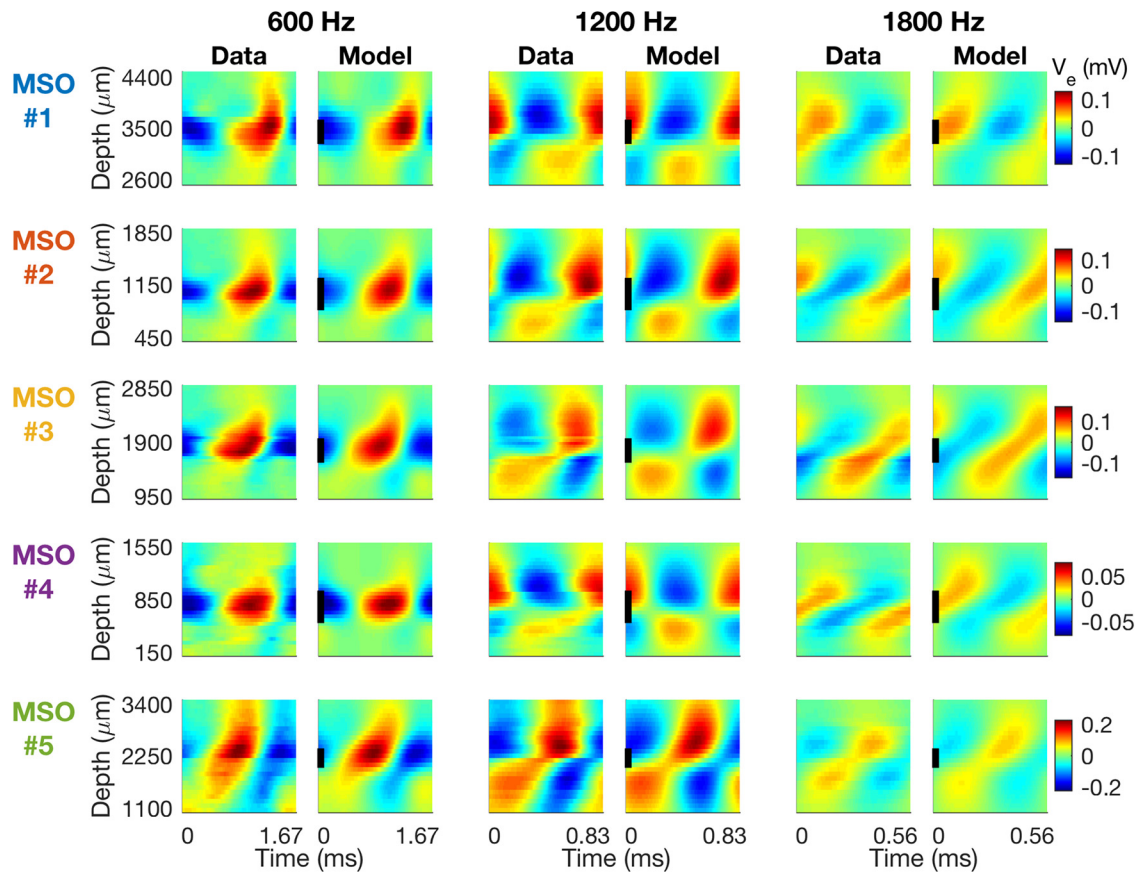 600 Hz 1200 Hz 1800 Hz
Data Model Data Model Data Model
V_e (mV)
MSO #1
Depth (μm)
4400
3500
2600
0.1
0
-0.1
MSO #2
Depth (μm)
1850
1150
450
0.1
0
-0.1
MSO #3
Depth (μm)
2850
1900
950
0.1
0
-0.1
MSO #4
Depth (μm)
1550
850
150
0.05
0
-0.05
MSO #5
Depth (μm)
3400
2250
1100
0.2
0
-0.2
0 1.67 0 1.67 0 0.83 0 0.83 0 0.56 0 0.56
Time (ms) Time (ms) Time (ms)